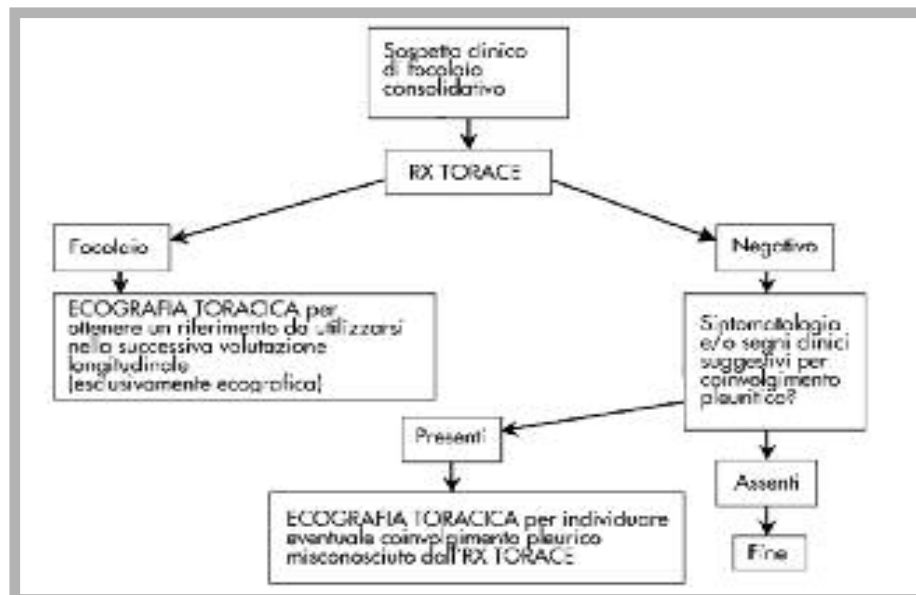 Sospetto clinico
di focolaio
consolidativo
RX TORACE
Focolaio
Negativo
ECOGRAFIA TORACICA per
ottenere un riferimento da utilizzarsi
nella successiva valutazione
longitudinale
(esclusivamente ecografica)
Sintomatologia
e/o segni clinici
suggestivi per
coinvolgimento
pleuritico?
Presenti
Assenti
ECOGRAFIA TORACICA per individuare
eventuale coinvolgimento pleurico
misconosciuto dall'RX TORACE
Fine